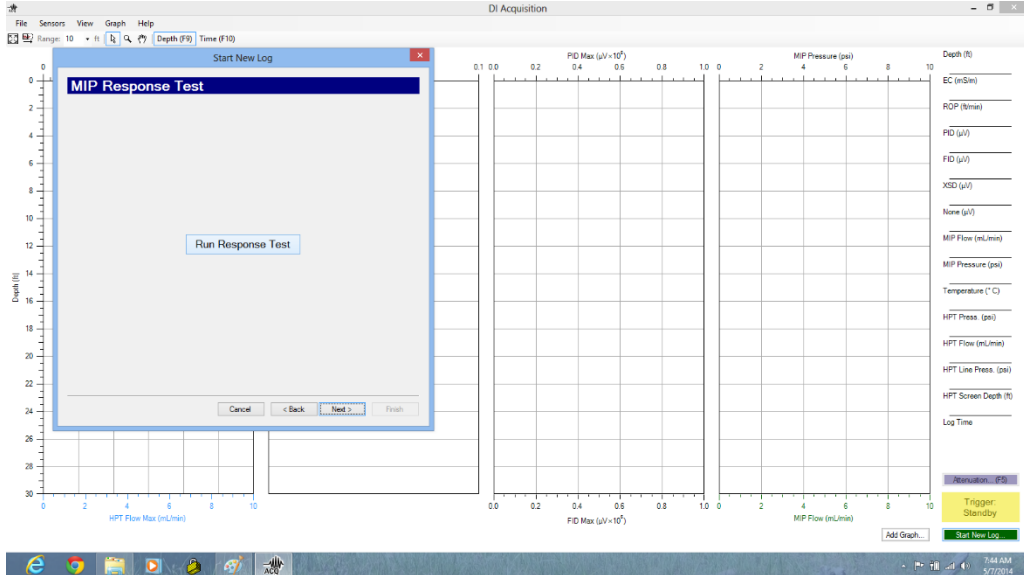 DI Acquisition
File Sensors View Graph Help
Range: 10 ft Depth (F9) Time (F10)
Start New Log
MIP Response Test
Run Response Test
Cancel < Back Next > Finish
0
0
2
4
6
8
10
12
14
16
18
20
22
24
26
28
30
Depth (ft)
0 2 4 6 8 10
HPT Flow Max (mL/min)
0.1
PID Max (µV×10⁶)
0.0 0.2 0.4 0.6 0.8 1.0
0.0 0.2 0.4 0.6 0.8 1.0
FID Max (µV×10⁶)
MIP Pressure (psi)
0 2 4 6 8 10
0 2 4 6 8 10
MIP Flow (mL/min)
Depth (ft)
EC (mS/m)
ROP (ft/min)
PID (µV)
FID (µV)
XSD (µV)
None (µV)
MIP Flow (mL/min)
MIP Pressure (psi)
Temperature (° C)
HPT Press. (psi)
HPT Flow (mL/min)
HPT Line Press. (psi)
HPT Screen Depth (ft)
Log Time
Attenuation... (F5)
Trigger:
Standby
Add Graph... Start New Log...
ACQ
7:44 AM
5/7/2014